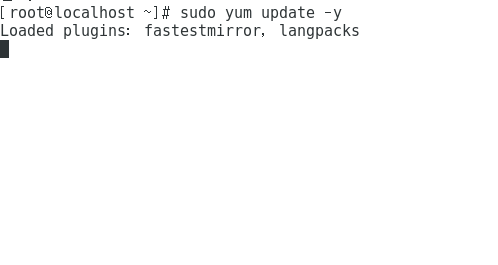 [root@localhost ~]# sudo yum update -y
Loaded plugins: fastestmirror, langpacks